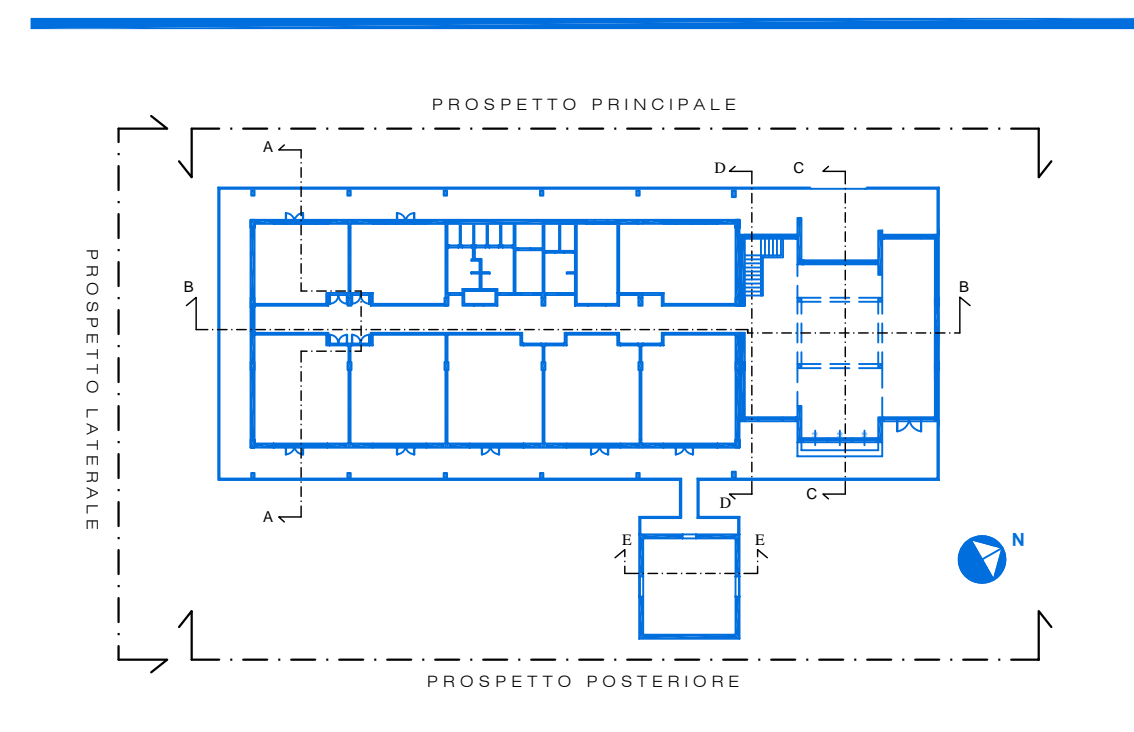 PROSPETTO PRINCIPALE
A
D
C
B
B
PROSPETTO LATERALE
D
C
A
E
E
N
PROSPETTO POSTERIORE